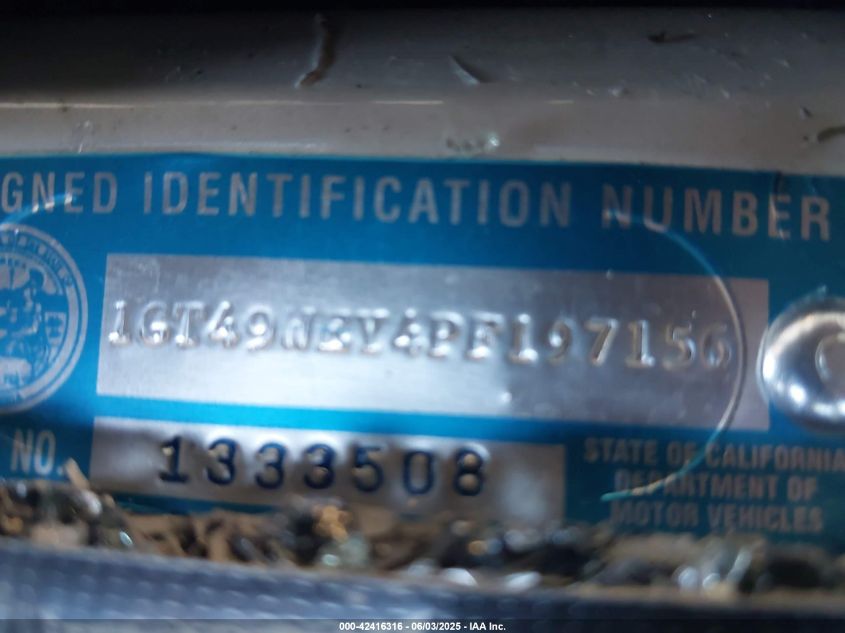 GNED IDENTIFICATION NUMBER
1GT49NEY4PF197156
NO. 1333508
STATE OF CALIFORNIA
DEPARTMENT OF
MOTOR VEHICLES
000-42416316 - 06/03/2025 - IAA Inc.